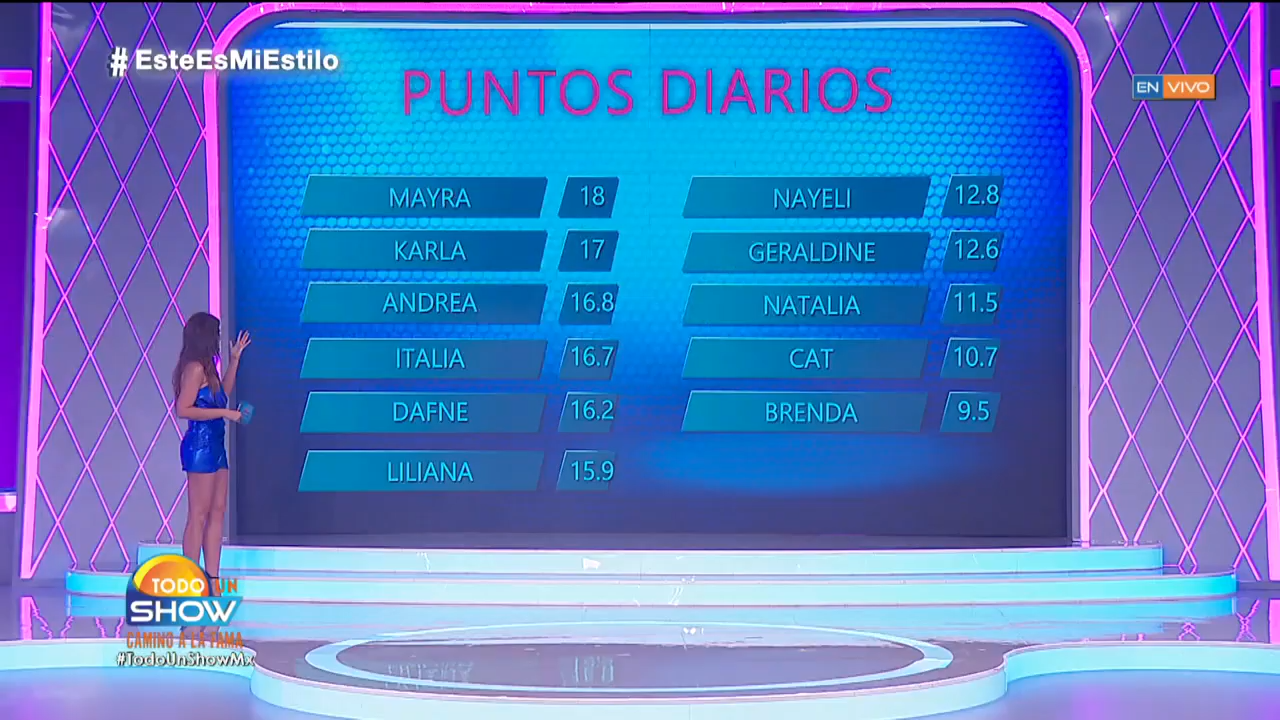 #EsteEsMiEstilo
EN VIVO
PUNTOS DIARIOS
MAYRA 18
KARLA 17
ANDREA 16.8
ITALIA 16.7
DAFNE 16.2
LILIANA 15.9
NAYELI 12.8
GERALDINE 12.6
NATALIA 11.5
CAT 10.7
BRENDA 9.5
TODO UN
SHOW
CAMINO A LA FAMA
#TodoUnShowMx